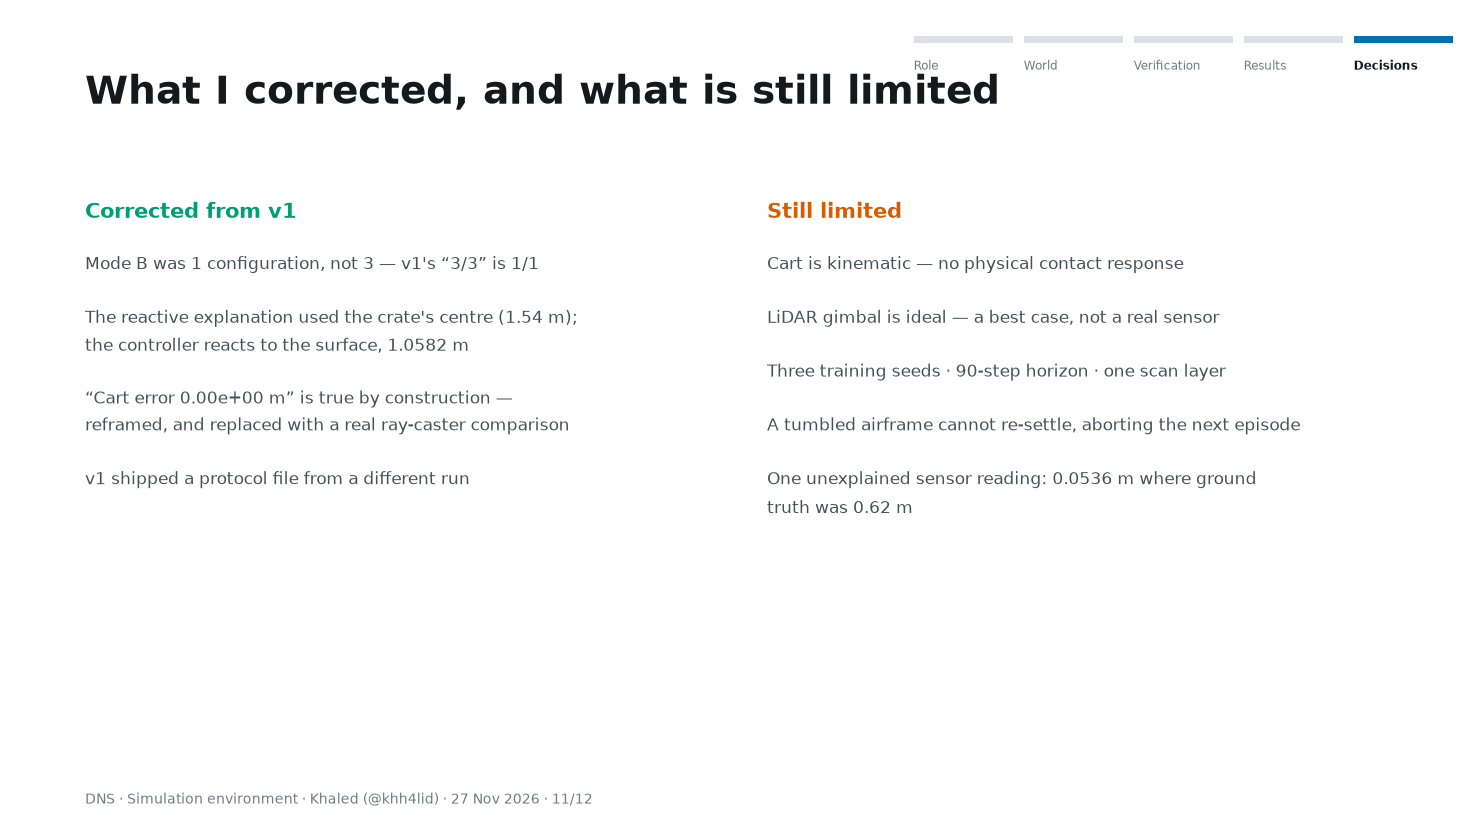 Role
World
Verification
Results
Decisions
What I corrected, and what is still limited
Corrected from v1
Mode B was 1 configuration, not 3 — v1's “3/3” is 1/1
The reactive explanation used the crate's centre (1.54 m);
the controller reacts to the surface, 1.0582 m
“Cart error 0.00e+00 m” is true by construction —
reframed, and replaced with a real ray-caster comparison
v1 shipped a protocol file from a different run
Still limited
Cart is kinematic — no physical contact response
LiDAR gimbal is ideal — a best case, not a real sensor
Three training seeds · 90-step horizon · one scan layer
A tumbled airframe cannot re-settle, aborting the next episode
One unexplained sensor reading: 0.0536 m where ground
truth was 0.62 m
DNS · Simulation environment · Khaled (@khh4lid) · 27 Nov 2026 · 11/12